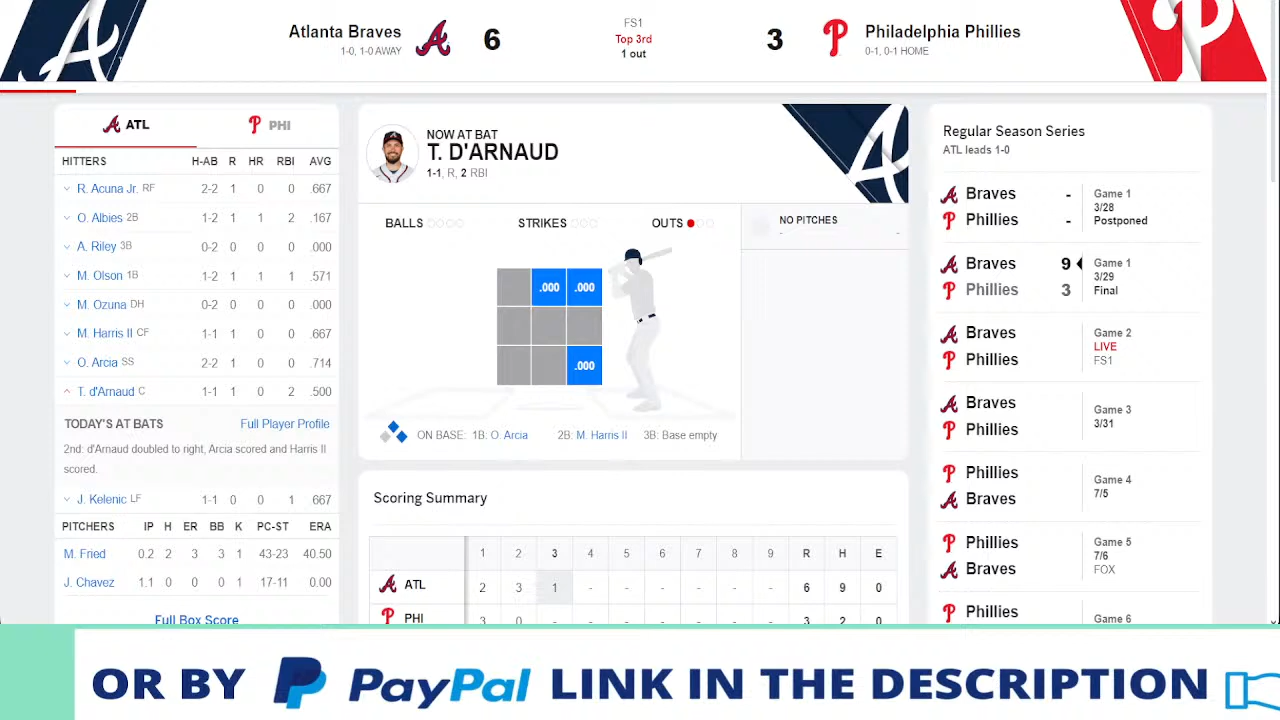 Atlanta Braves
1-0, 1-0 AWAY
6
FS1
Top 3rd
1 out
3
Philadelphia Phillies
0-1, 0-1 HOME
ATL
PHI
HITTERS H-AB R HR RBI AVG
R. Acuna Jr. RF 2-2 1 0 0 .667
O. Albies 2B 1-2 1 1 2 .167
A. Riley 3B 0-2 0 0 0 .000
M. Olson 1B 1-2 1 1 1 .571
M. Ozuna DH 0-2 0 0 0 .000
M. Harris II CF 1-1 1 0 0 .667
O. Arcia SS 2-2 1 0 0 .714
T. d'Arnaud C 1-1 1 0 2 .500
TODAY'S AT BATS Full Player Profile
2nd: d'Arnaud doubled to right, Arcia scored and Harris II
scored.
J. Kelenic LF 1-1 0 0 1 .667
PITCHERS IP H ER BB K PC-ST ERA
M. Fried 0.2 2 3 3 1 43-23 40.50
J. Chavez 1.1 0 0 0 1 17-11 0.00
Full Box Score
NOW AT BAT
T. D'ARNAUD
1-1, R, 2 RBI
BALLS STRIKES OUTS
NO PITCHES
- -
.000 .000
.000
ON BASE: 1B: O. Arcia 2B: M. Harris II 3B: Base empty
Scoring Summary
1 2 3 4 5 6 7 8 9 R H E
ATL 2 3 1 - - - - - - 6 9 0
PHI 3 0 - - - - - - - 3 2 0
Regular Season Series
ATL leads 1-0
Braves - Game 1
3/28
Phillies - Postponed
Braves 9 Game 1
3/29
Phillies 3 Final
Braves Game 2
LIVE
Phillies FS1
Braves Game 3
Phillies 3/31
Phillies Game 4
Braves 7/5
Phillies Game 5
7/6
Braves FOX
Phillies Game 6
OR BY PayPal LINK IN THE DESCRIPTION